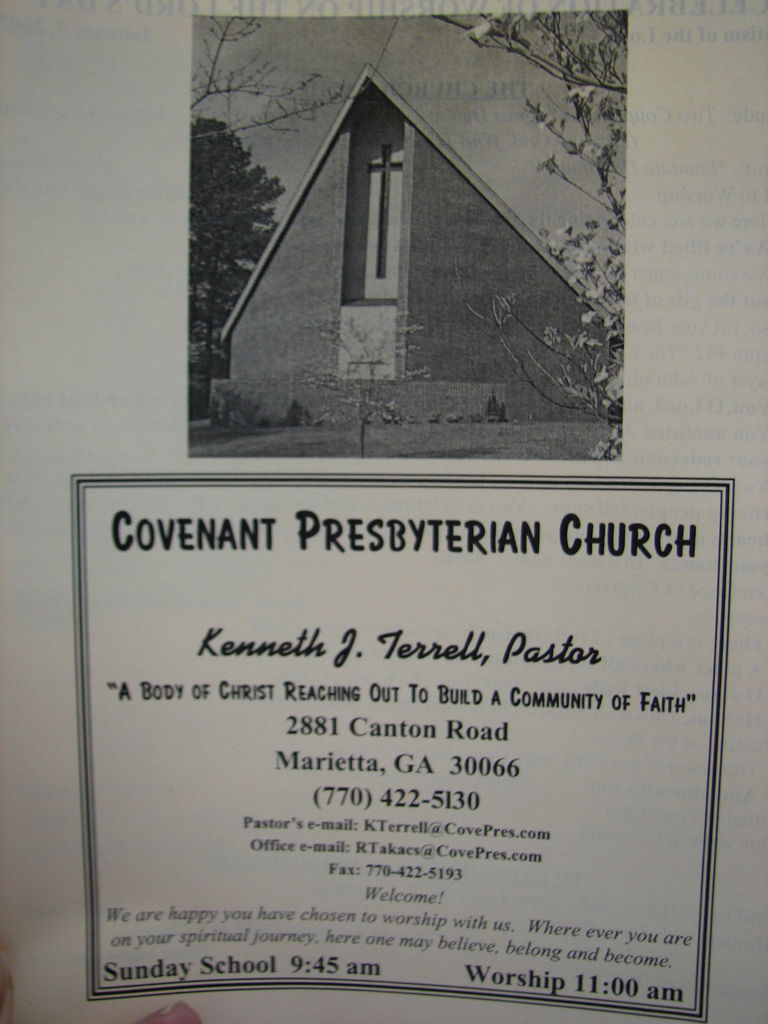 COVENANT PRESBYTERIAN CHURCH
Kenneth J. Terrell, Pastor
"A BODY OF CHRIST REACHING OUT TO BUILD A COMMUNITY OF FAITH"
2881 Canton Road
Marietta, GA 30066
(770) 422-5130
Pastor's e-mail: KTerrell@CovePres.com
Office e-mail: RTakacs@CovePres.com
Fax: 770-422-5193
Welcome!
We are happy you have chosen to worship with us. Where ever you are
on your spiritual journey, here one may believe, belong and become.
Sunday School 9:45 am Worship 11:00 am